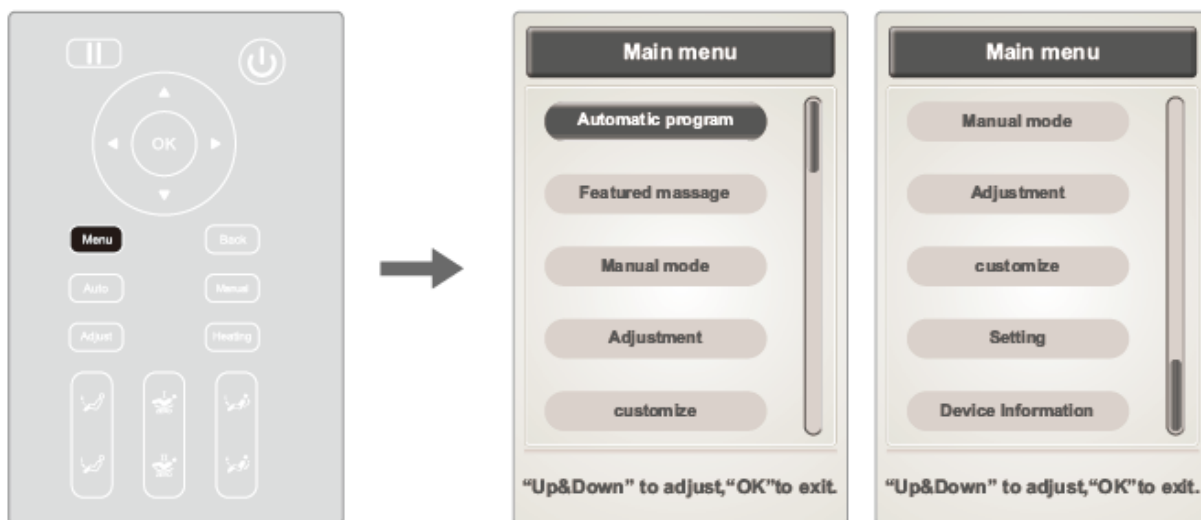 OK
Menu
Back
Auto
Manual
Adjust
Heating
Main menu
Automatic program
Featured massage
Manual mode
Adjustment
customize
“Up&Down” to adjust,“OK”to exit.
Main menu
Manual mode
Adjustment
customize
Setting
Device Information
“Up&Down” to adjust,“OK”to exit.